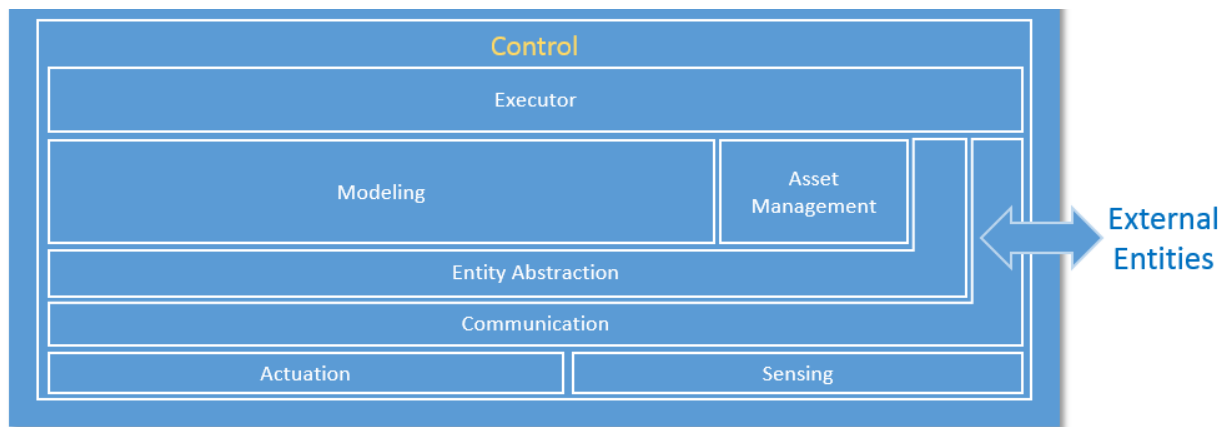 Control
Executor
Modeling
Asset
Management
External
Entities
Entity Abstraction
Communication
Actuation
Sensing